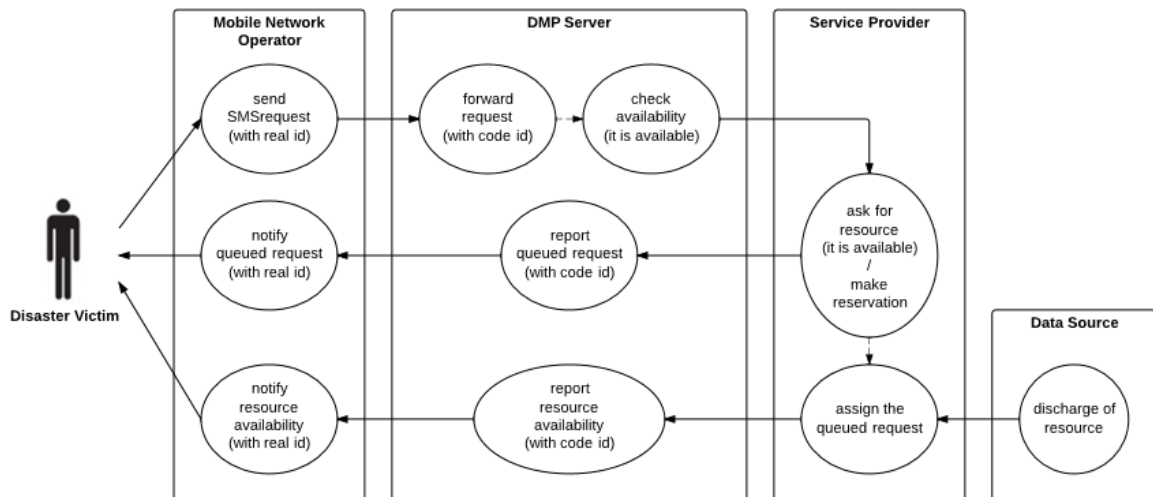 Mobile Network
Operator
DMP Server
Service Provider
send
SMSrequest
(with real id)
forward
request
(with code id)
check
availability
(it is available)
ask for
resource
(it is available)
/
make
reservation
notify
queued request
(with real id)
report
queued request
(with code id)
Disaster Victim
Data Source
notify
resource
availability
(with real id)
report
resource
availability
(with code id)
assign the
queued request
discharge of
resource